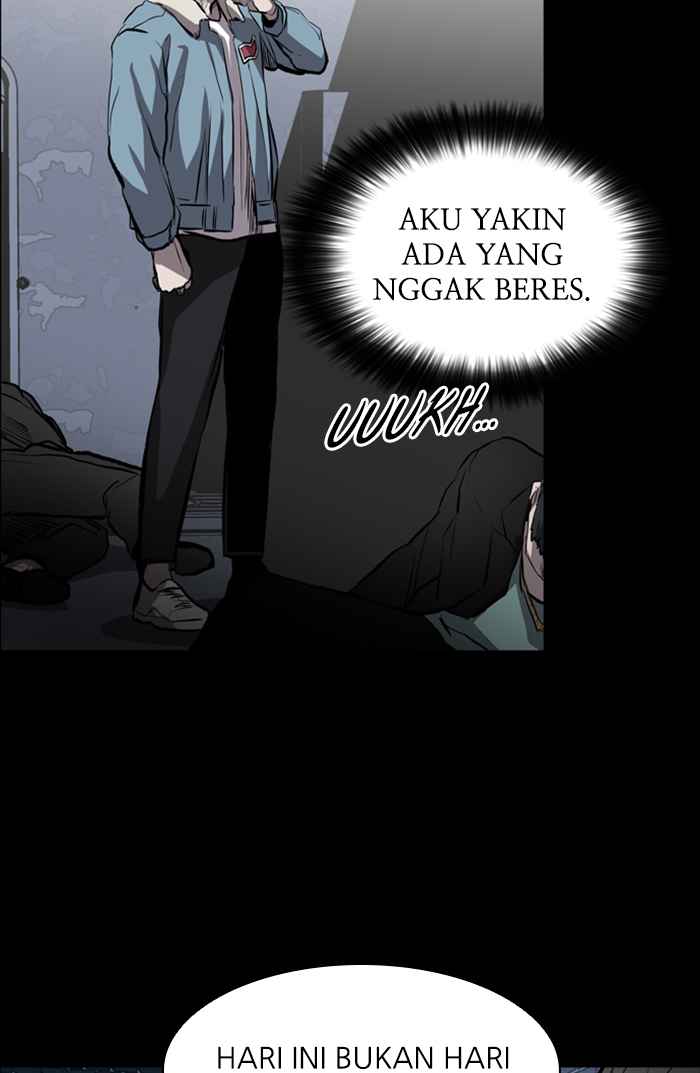 AKU YAKIN
ADA YANG
NGGAK BERES.
UUUKH...
HARI INI BUKAN HARI